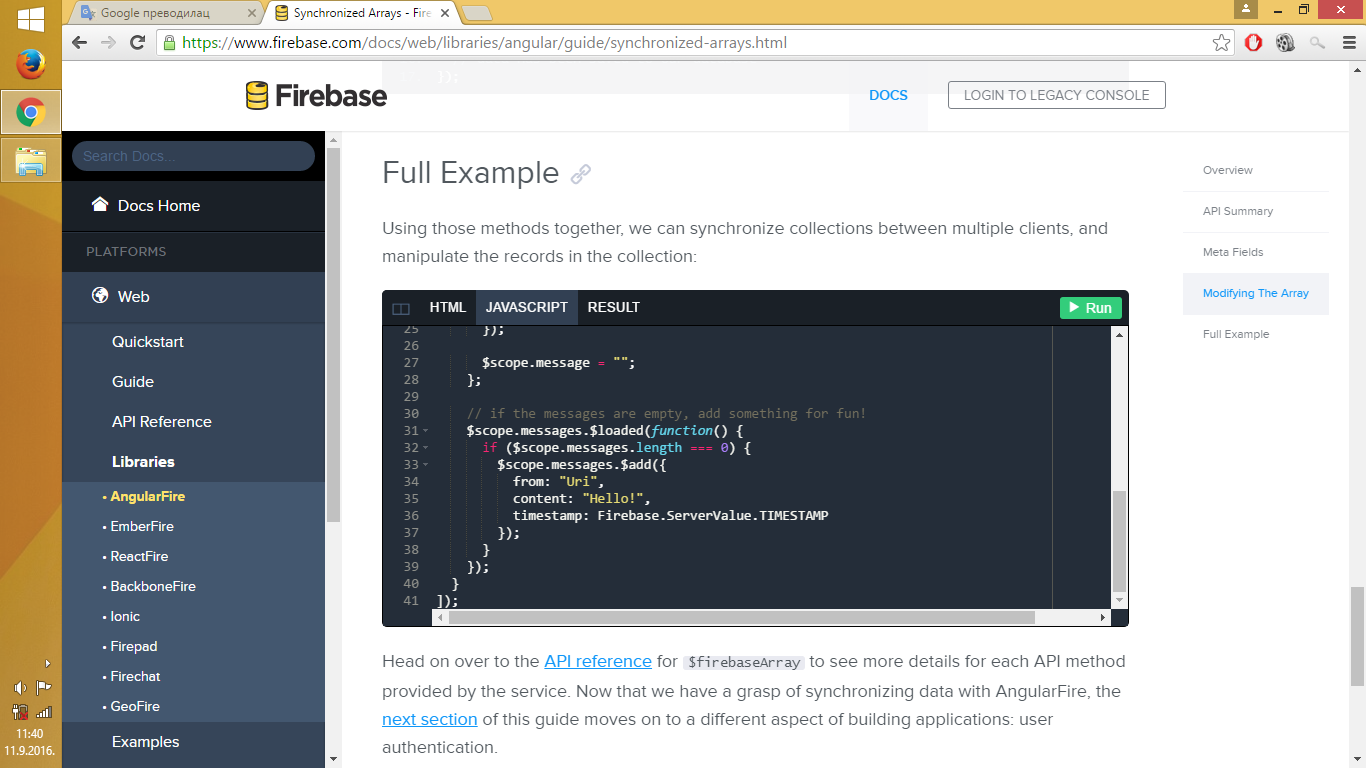 Google преводилац
Synchronized Arrays - Fire
https://www.firebase.com/docs/web/libraries/angular/guide/synchronized-arrays.html
Firebase
]);
DOCS
LOGIN TO LEGACY CONSOLE
Search Docs...
Docs Home
PLATFORMS
Web
Quickstart
Guide
API Reference
Libraries
• AngularFire
• EmberFire
• ReactFire
• BackboneFire
• Ionic
• Firepad
• Firechat
• GeoFire
Examples
Full Example
Using those methods together, we can synchronize collections between multiple clients, and
manipulate the records in the collection:
HTML JAVASCRIPT RESULT
Run
25 });
26
27 $scope.message = "";
28 };
29
30 // if the messages are empty, add something for fun!
31 $scope.messages.$loaded(function() {
32 if ($scope.messages.length === 0) {
33 $scope.messages.$add({
34 from: "Uri",
35 content: "Hello!",
36 timestamp: Firebase.ServerValue.TIMESTAMP
37 });
38 }
39 });
40 }
41 ]);
Head on over to the API reference for $firebaseArray to see more details for each API method
provided by the service. Now that we have a grasp of synchronizing data with AngularFire, the
next section of this guide moves on to a different aspect of building applications: user
authentication.
Overview
API Summary
Meta Fields
Modifying The Array
Full Example
11:40
11.9.2016.